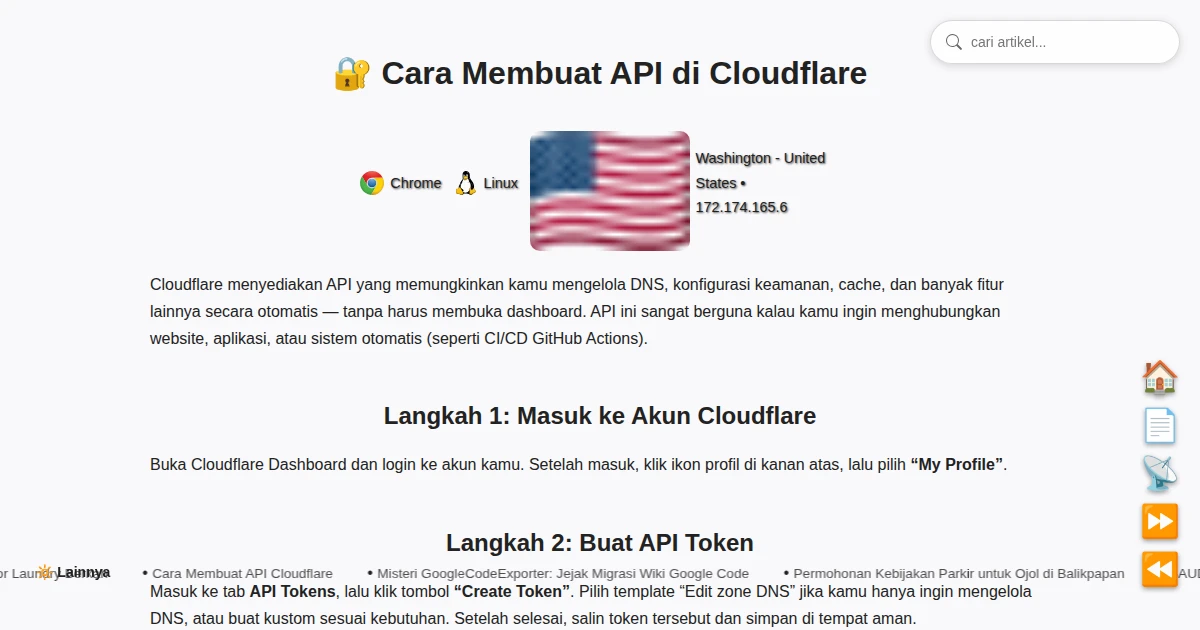 cari artikel...
🔐 Cara Membuat API di Cloudflare
Chrome Linux
Washington - United
States •
172.174.165.6
Cloudflare menyediakan API yang memungkinkan kamu mengelola DNS, konfigurasi keamanan, cache, dan banyak fitur
lainnya secara otomatis — tanpa harus membuka dashboard. API ini sangat berguna kalau kamu ingin menghubungkan
website, aplikasi, atau sistem otomatis (seperti CI/CD GitHub Actions).
Langkah 1: Masuk ke Akun Cloudflare
Buka Cloudflare Dashboard dan login ke akun kamu. Setelah masuk, klik ikon profil di kanan atas, lalu pilih “My Profile”.
Langkah 2: Buat API Token
Lainnya • Cara Membuat API Cloudflare • Misteri GoogleCodeExporter: Jejak Migrasi Wiki Google Code • Permohonan Kebijakan Parkir untuk Ojol di Balikpapan
Masuk ke tab API Tokens, lalu klik tombol “Create Token”. Pilih template “Edit zone DNS” jika kamu hanya ingin mengelola
DNS, atau buat kustom sesuai kebutuhan. Setelah selesai, salin token tersebut dan simpan di tempat aman.